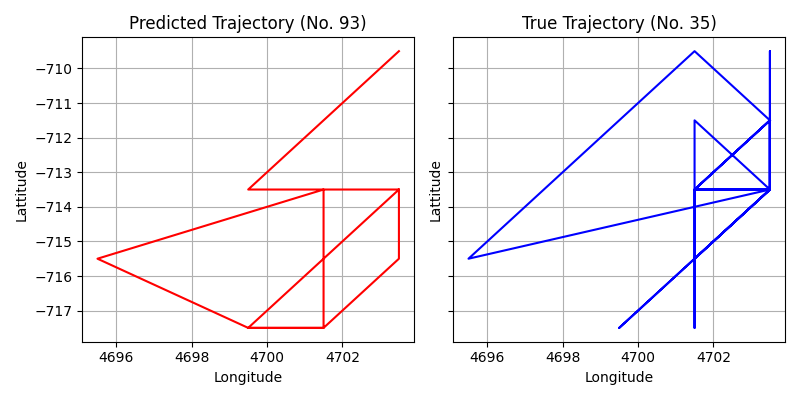 Predicted Trajectory (No. 93)
True Trajectory (No. 35)
Lattitude
−710
−711
−712
−713
−714
−715
−716
−717
4696 4698 4700 4702
Longitude
Lattitude
4696 4698 4700 4702
Longitude